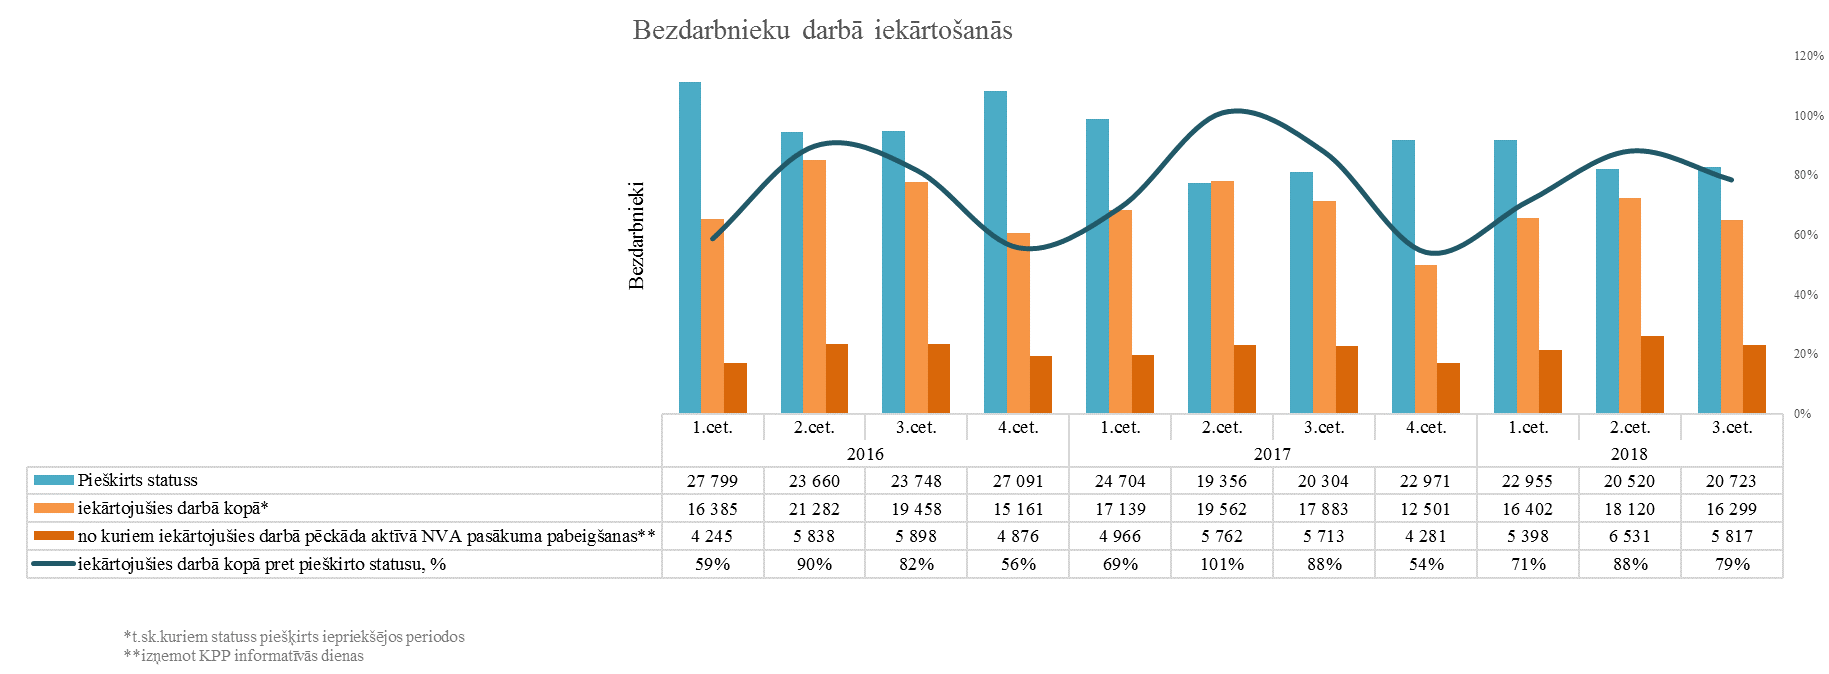 Bezdarbnieku darbā iekārtošanās
120%
100%
80%
60%
40%
20%
0%
Bezdarbnieki
1.cet. 2.cet. 3.cet. 4.cet. 1.cet. 2.cet. 3.cet. 4.cet. 1.cet. 2.cet. 3.cet.
2016 2017 2018
Piešķirts statuss 27 799 23 660 23 748 27 091 24 704 19 356 20 304 22 971 22 955 20 520 20 723
iekārtojušies darbā kopā* 16 385 21 282 19 458 15 161 17 139 19 562 17 883 12 501 16 402 18 120 16 299
no kuriem iekārtojušies darbā pēckāda aktīvā NVA pasākuma pabeigšanas** 4 245 5 838 5 898 4 876 4 966 5 762 5 713 4 281 5 398 6 531 5 817
iekārtojušies darbā kopā pret pieškirto statusu, % 59% 90% 82% 56% 69% 101% 88% 54% 71% 88% 79%
*t.sk.kuriem statuss piešķirts iepriekšējos periodos
**izņemot KPP informatīvās dienas